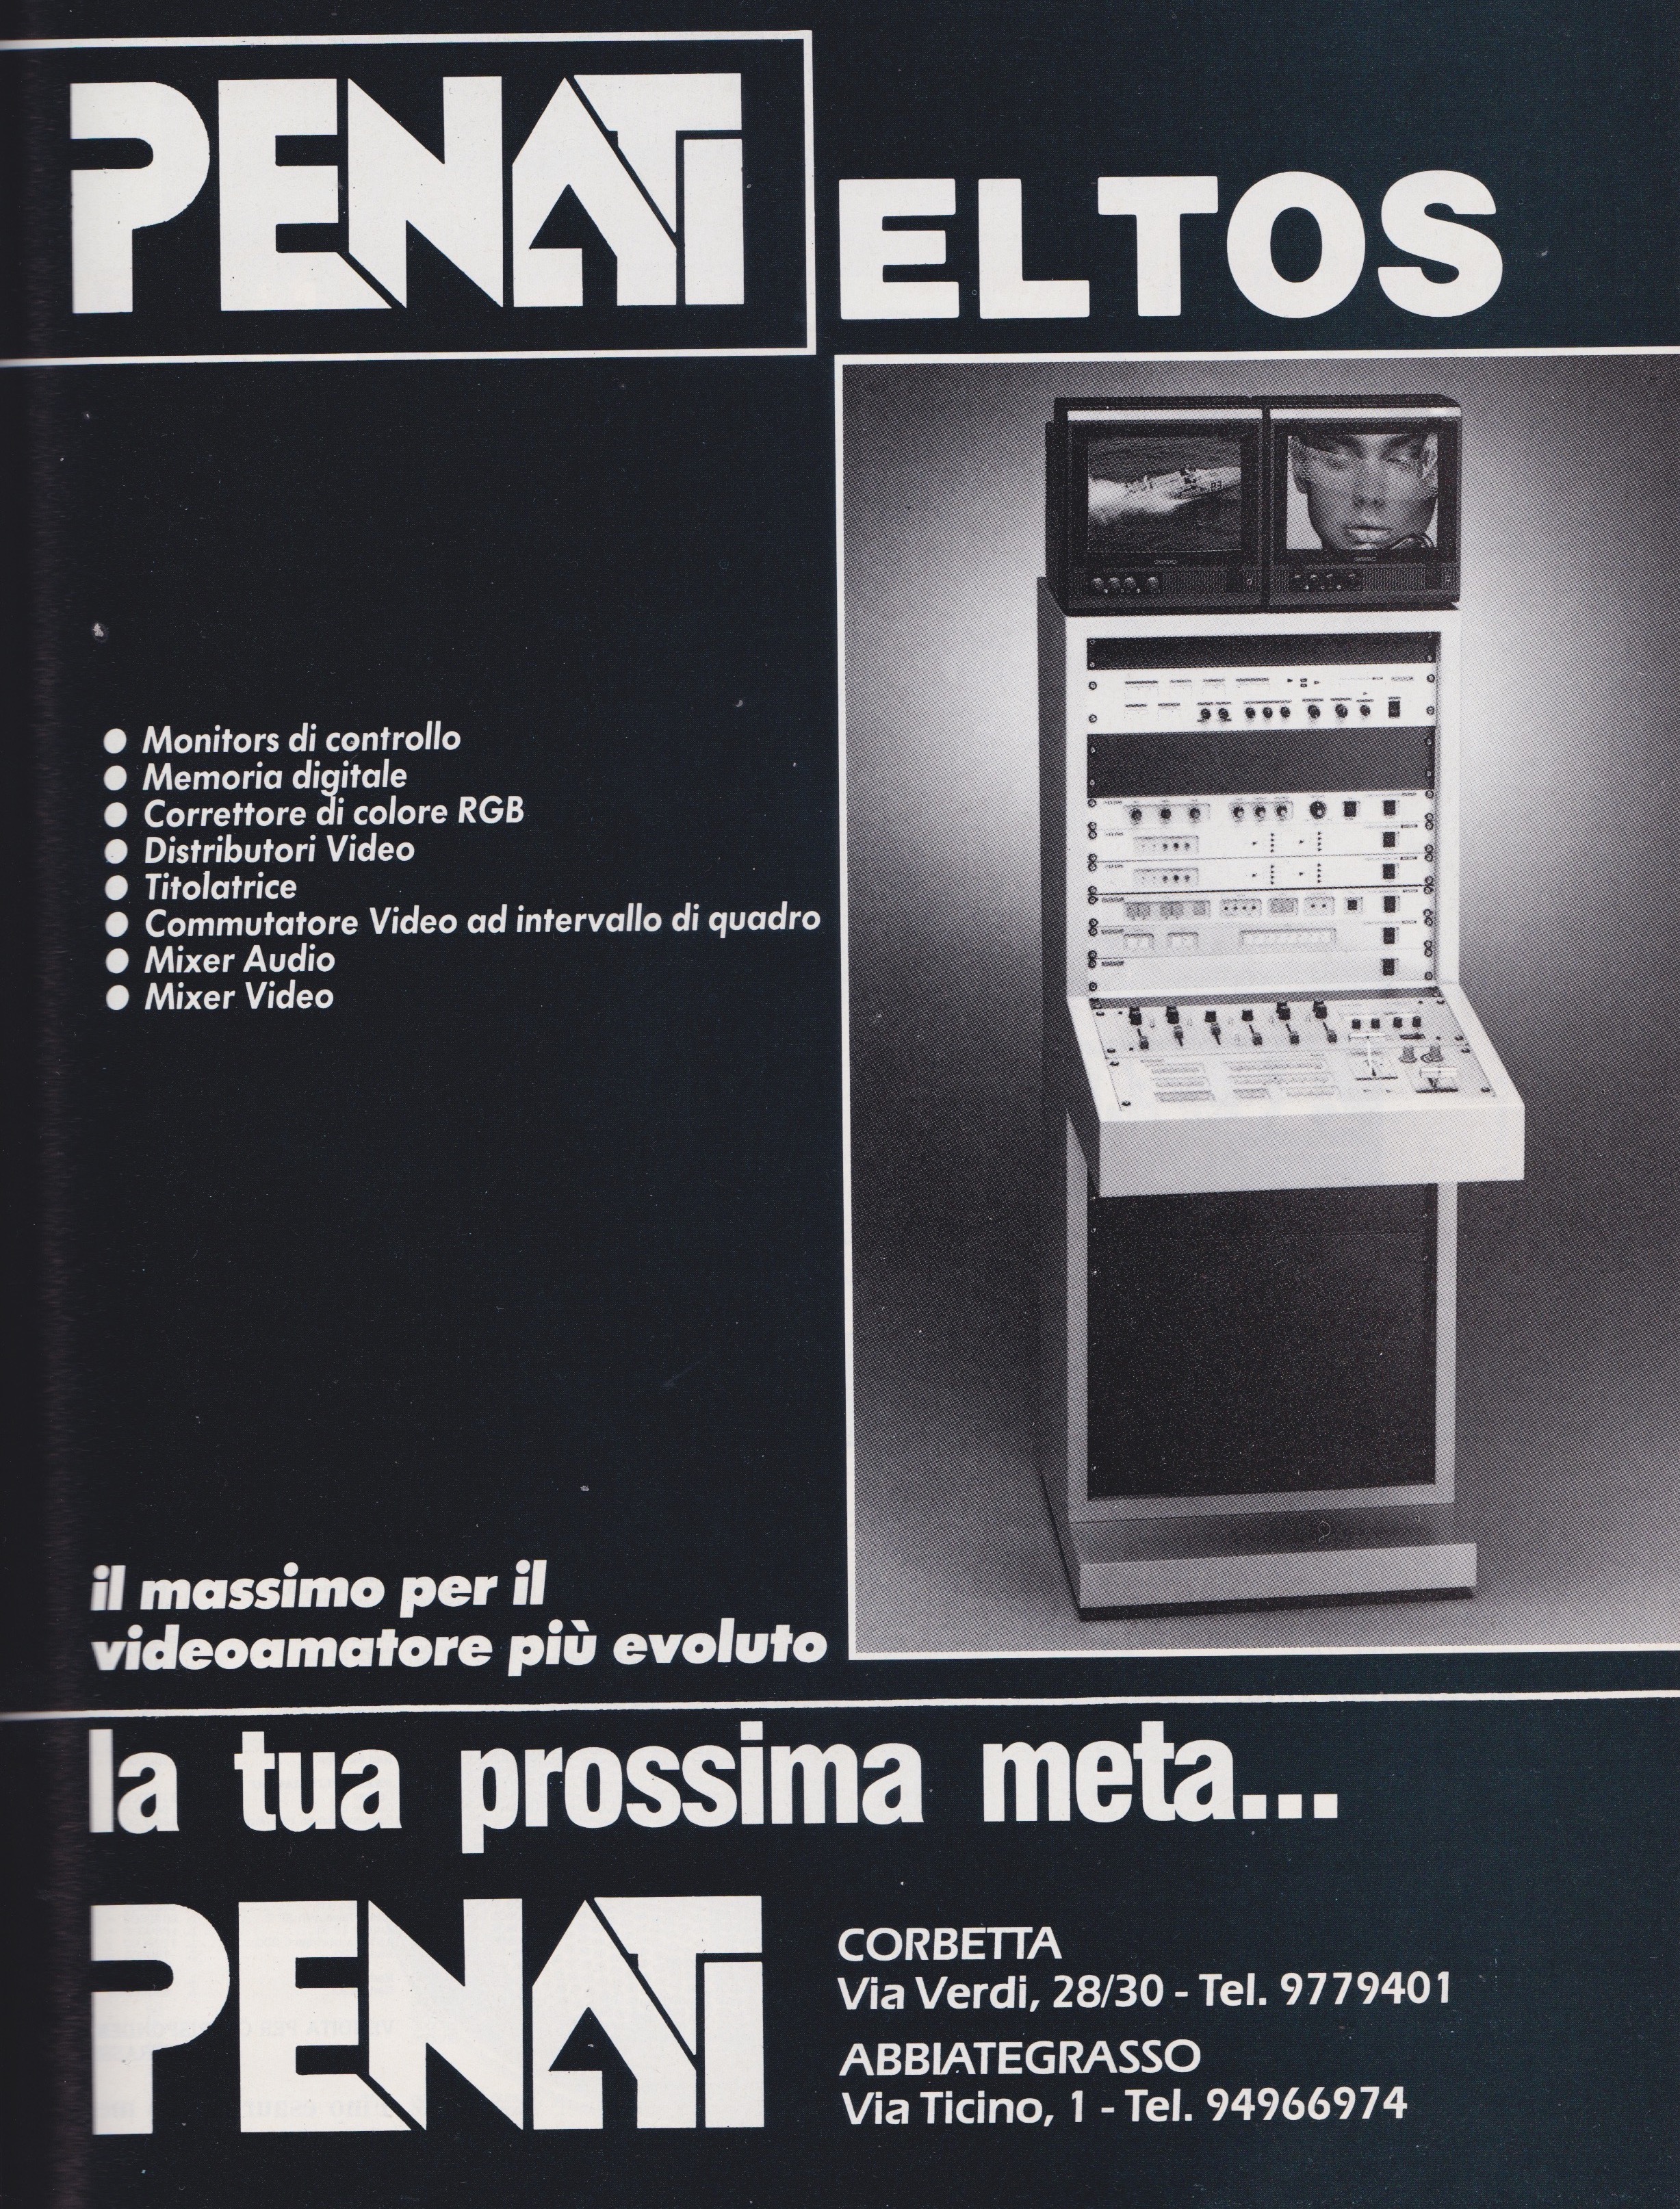 PENATI
ELTOS
● Monitors di controllo
● Memoria digitale
● Correttore di colore RGB
● Distributori Video
● Titolatrice
● Commutatore Video ad intervallo di quadro
● Mixer Audio
● Mixer Video
il massimo per il
videoamatore più evoluto
la tua prossima meta...
PENATI
CORBETTA
Via Verdi, 28/30 - Tel. 9779401
ABBIATEGRASSO
Via Ticino, 1 - Tel. 94966974